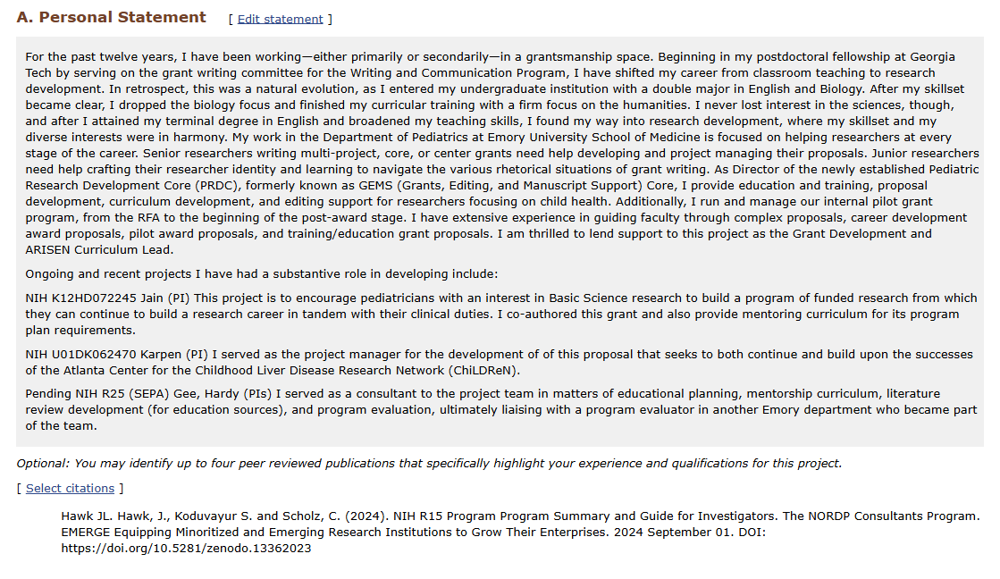 A. Personal Statement [ Edit statement ]
For the past twelve years, I have been working—either primarily or secondarily—in a grantsmanship space. Beginning in my postdoctoral fellowship at Georgia
Tech by serving on the grant writing committee for the Writing and Communication Program, I have shifted my career from classroom teaching to research
development. In retrospect, this was a natural evolution, as I entered my undergraduate institution with a double major in English and Biology. After my skillset
became clear, I dropped the biology focus and finished my curricular training with a firm focus on the humanities. I never lost interest in the sciences, though,
and after I attained my terminal degree in English and broadened my teaching skills, I found my way into research development, where my skillset and my
diverse interests were in harmony. My work in the Department of Pediatrics at Emory University School of Medicine is focused on helping researchers at every
stage of the career. Senior researchers writing multi-project, core, or center grants need help developing and project managing their proposals. Junior researchers
need help crafting their researcher identity and learning to navigate the various rhetorical situations of grant writing. As Director of the newly established Pediatric
Research Development Core (PRDC), formerly known as GEMS (Grants, Editing, and Manuscript Support) Core, I provide education and training, proposal
development, curriculum development, and editing support for researchers focusing on child health. Additionally, I run and manage our internal pilot grant
program, from the RFA to the beginning of the post-award stage. I have extensive experience in guiding faculty through complex proposals, career development
award proposals, pilot award proposals, and training/education grant proposals. I am thrilled to lend support to this project as the Grant Development and
ARISEN Curriculum Lead.
Ongoing and recent projects I have had a substantive role in developing include:
NIH K12HD072245 Jain (PI) This project is to encourage pediatricians with an interest in Basic Science research to build a program of funded research from which
they can continue to build a research career in tandem with their clinical duties. I co-authored this grant and also provide mentoring curriculum for its program
plan requirements.
NIH U01DK062470 Karpen (PI) I served as the project manager for the development of of this proposal that seeks to both continue and build upon the successes
of the Atlanta Center for the Childhood Liver Disease Research Network (ChiLDReN).
Pending NIH R25 (SEPA) Gee, Hardy (PIs) I served as a consultant to the project team in matters of educational planning, mentorship curriculum, literature
review development (for education sources), and program evaluation, ultimately liaising with a program evaluator in another Emory department who became part
of the team.
Optional: You may identify up to four peer reviewed publications that specifically highlight your experience and qualifications for this project.
[ Select citations ]
Hawk JL. Hawk, J., Koduvayur S. and Scholz, C. (2024). NIH R15 Program Program Summary and Guide for Investigators. The NORDP Consultants Program.
EMERGE Equipping Minoritized and Emerging Research Institutions to Grow Their Enterprises. 2024 September 01. DOI:
https://doi.org/10.5281/zenodo.13362023